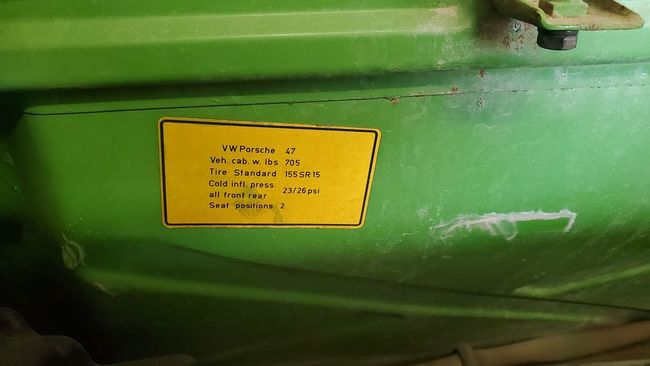 VW Porsche 47
Veh. cab. w. lbs 705
Tire Standard 155 SR 15
Cold infl. press.
all front rear 23/26 psi
Seat positions 2